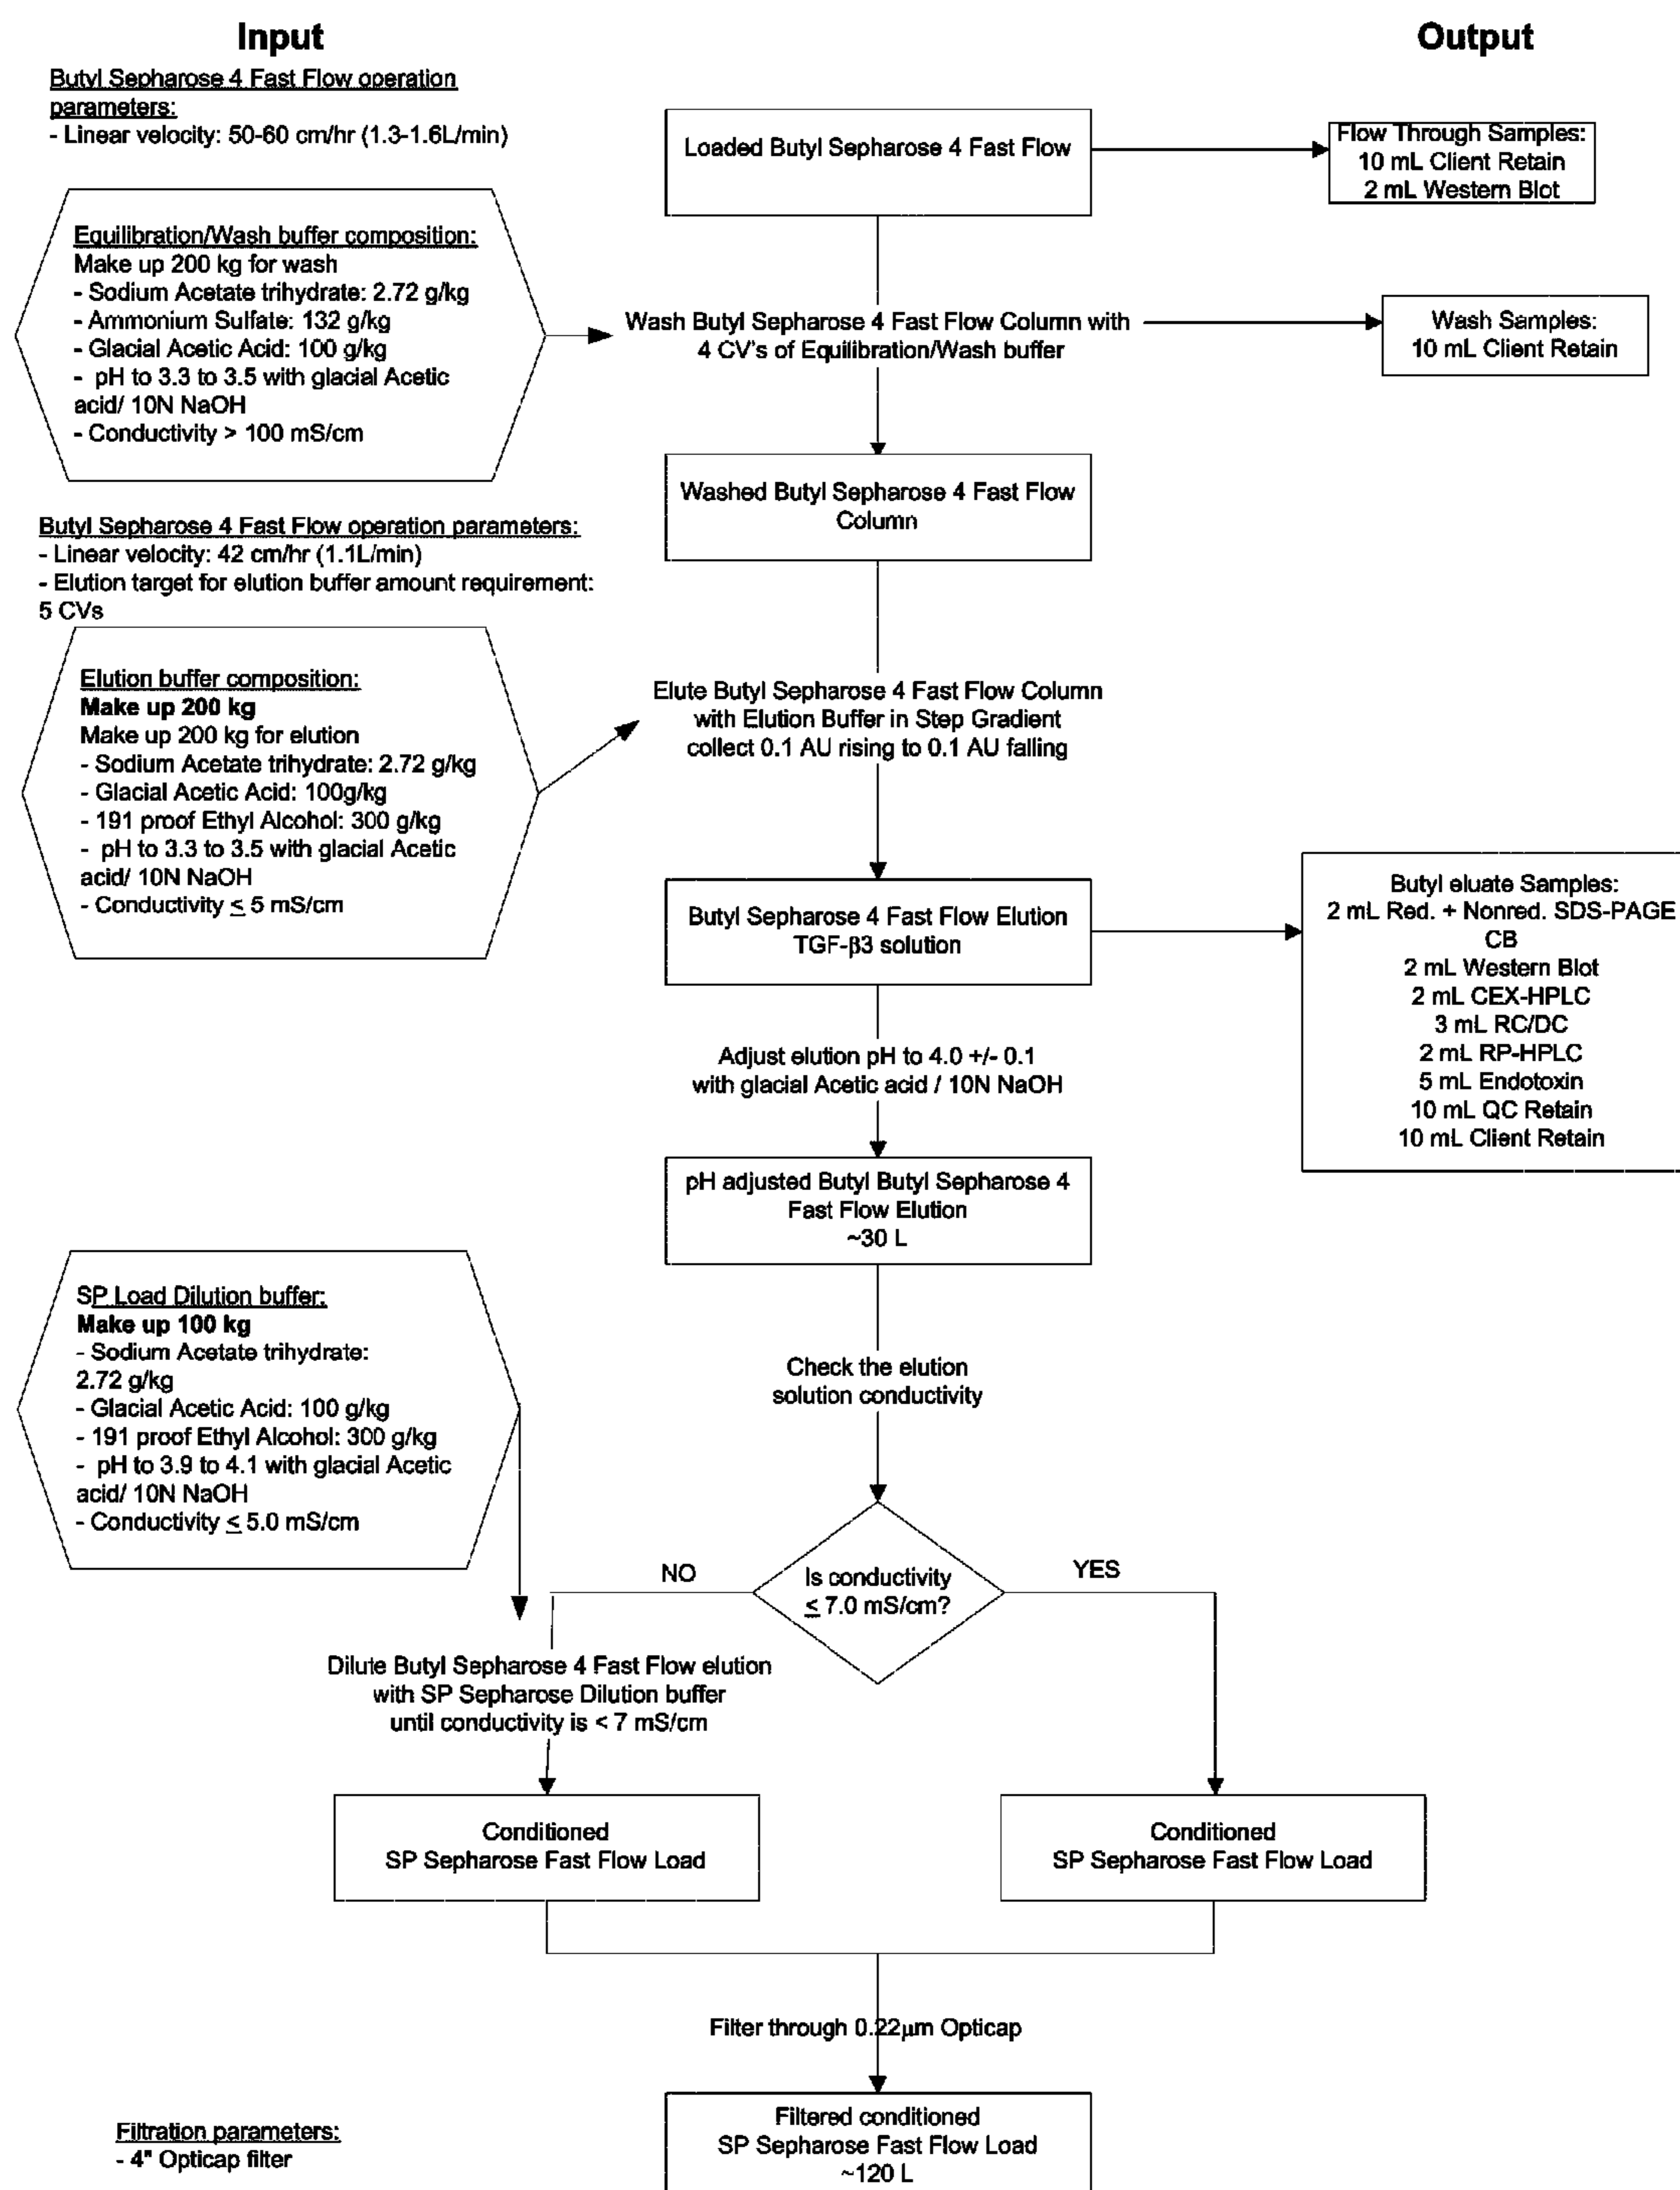 Input
Output
Butyl Sepharose 4 Fast Flow operation
parameters:
- Linear velocity: 50-60 cm/hr (1.3-1.6L/min)
Loaded Butyl Sepharose 4 Fast Flow
Flow Through Samples:
10 mL Client Retain
2 mL Western Blot
Equilibration/Wash buffer composition:
Make up 200 kg for wash
- Sodium Acetate trihydrate: 2.72 g/kg
- Ammonium Sulfate: 132 g/kg
- Glacial Acetic Acid: 100 g/kg
- pH to 3.3 to 3.5 with glacial Acetic
acid/ 10N NaOH
- Conductivity > 100 mS/cm
Wash Butyl Sepharose 4 Fast Flow Column with
4 CV's of Equilibration/Wash buffer
Wash Samples:
10 mL Client Retain
Washed Butyl Sepharose 4 Fast Flow
Column
Butyl Sepharose 4 Fast Flow operation parameters:
- Linear velocity: 42 cm/hr (1.1L/min)
- Elution target for elution buffer amount requirement:
5 CVs
Elution buffer composition:
Make up 200 kg
Make up 200 kg for elution
- Sodium Acetate trihydrate: 2.72 g/kg
- Glacial Acetic Acid: 100g/kg
- 191 proof Ethyl Alcohol: 300 g/kg
- pH to 3.3 to 3.5 with glacial Acetic
acid/ 10N NaOH
- Conductivity ≤ 5 mS/cm
Elute Butyl Sepharose 4 Fast Flow Column
with Elution Buffer in Step Gradient
collect 0.1 AU rising to 0.1 AU falling
Butyl Sepharose 4 Fast Flow Elution
TGF-β3 solution
Butyl eluate Samples:
2 mL Red. + Nonred. SDS-PAGE
CB
2 mL Western Blot
2 mL CEX-HPLC
3 mL RC/DC
2 mL RP-HPLC
5 mL Endotoxin
10 mL QC Retain
10 mL Client Retain
Adjust elution pH to 4.0 +/- 0.1
with glacial Acetic acid / 10N NaOH
pH adjusted Butyl Butyl Sepharose 4
Fast Flow Elution
~30 L
SP Load Dilution buffer:
Make up 100 kg
- Sodium Acetate trihydrate:
2.72 g/kg
- Glacial Acetic Acid: 100 g/kg
- 191 proof Ethyl Alcohol: 300 g/kg
- pH to 3.9 to 4.1 with glacial Acetic
acid/ 10N NaOH
- Conductivity ≤ 5.0 mS/cm
Check the elution
solution conductivity
NO
Is conductivity
≤ 7.0 mS/cm?
YES
Dilute Butyl Sepharose 4 Fast Flow elution
with SP Sepharose Dilution buffer
until conductivity is < 7 mS/cm
Conditioned
SP Sepharose Fast Flow Load
Conditioned
SP Sepharose Fast Flow Load
Filter through 0.22μm Opticap
Filtration parameters:
- 4" Opticap filter
Filtered conditioned
SP Sepharose Fast Flow Load
~120 L